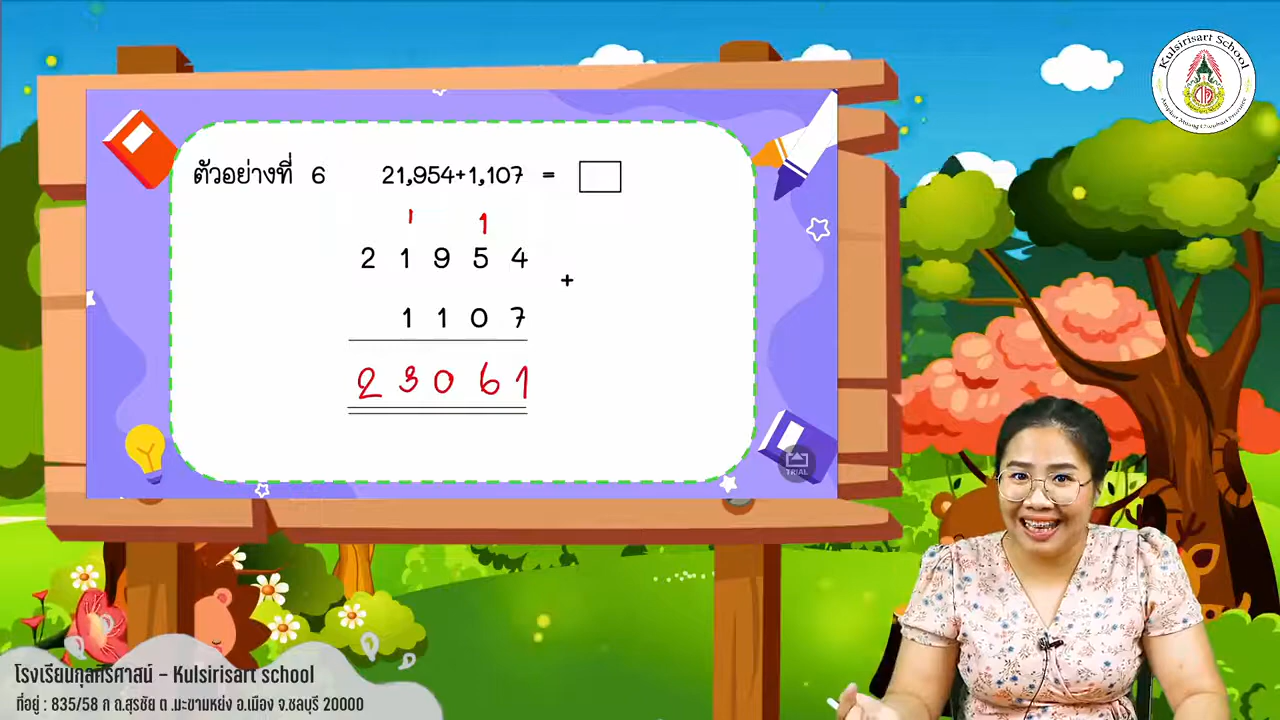 ตัวอย่างที่ 6 21,954+1,107 =
1 1
2 1 9 5 4
+
1 1 0 7
2 3 0 6 1
TRIAL
Kulsirisart School
โรงเรียนกุลศิริศาสน์ - Kulsirisart school
ที่อยู่ : 835/58 ก ถ.สุรชัย ต .มะขามหย่ง อ.เมือง จ.ชลบุรี 20000